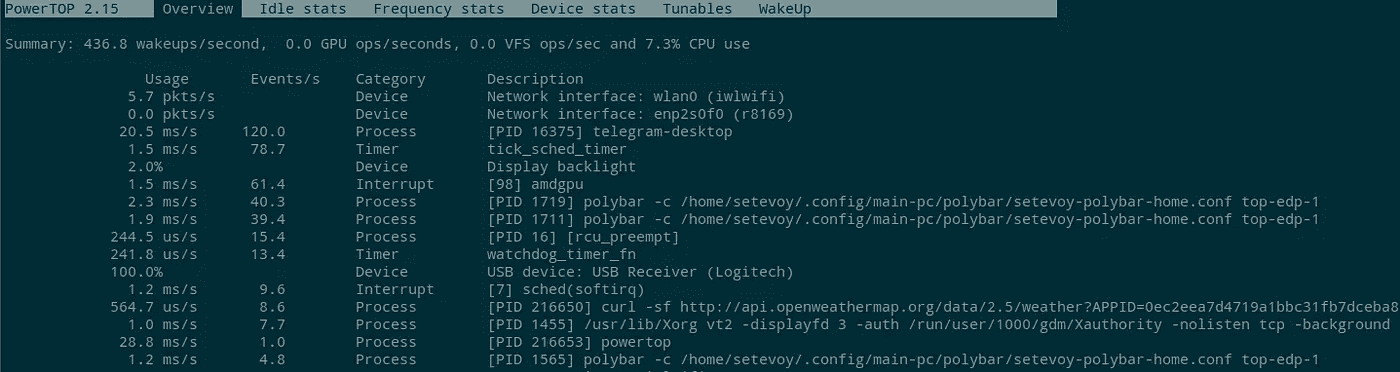 PowerTOP 2.15 Overview Idle stats Frequency stats Device stats Tunables WakeUp
Summary: 436.8 wakeups/second, 0.0 GPU ops/seconds, 0.0 VFS ops/sec and 7.3% CPU use
Usage Events/s Category Description
5.7 pkts/s Device Network interface: wlan0 (iwlwifi)
0.0 pkts/s Device Network interface: enp2s0f0 (r8169)
20.5 ms/s 120.0 Process [PID 16375] telegram-desktop
1.5 ms/s 78.7 Timer tick_sched_timer
2.0% Device Display backlight
1.5 ms/s 61.4 Interrupt [98] amdgpu
2.3 ms/s 40.3 Process [PID 1719] polybar -c /home/setevoy/.config/main-pc/polybar/setevoy-polybar-home.conf top-edp-1
1.9 ms/s 39.4 Process [PID 1711] polybar -c /home/setevoy/.config/main-pc/polybar/setevoy-polybar-home.conf top-edp-1
244.5 us/s 15.4 Process [PID 16] [rcu_preempt]
241.8 us/s 13.4 Timer watchdog_timer_fn
100.0% Device USB device: USB Receiver (Logitech)
1.2 ms/s 9.6 Interrupt [7] sched(softirq)
564.7 us/s 8.6 Process [PID 216650] curl -sf http://api.openweathermap.org/data/2.5/weather?APPID=0ec2eea7d4719a1bbc31fb7dceba8
1.0 ms/s 7.7 Process [PID 1455] /usr/lib/Xorg vt2 -displayfd 3 -auth /run/user/1000/gdm/Xauthority -nolisten tcp -background
28.8 ms/s 1.0 Process [PID 216653] powertop
1.2 ms/s 4.8 Process [PID 1565] polybar -c /home/setevoy/.config/main-pc/polybar/setevoy-polybar-home.conf top-edp-1